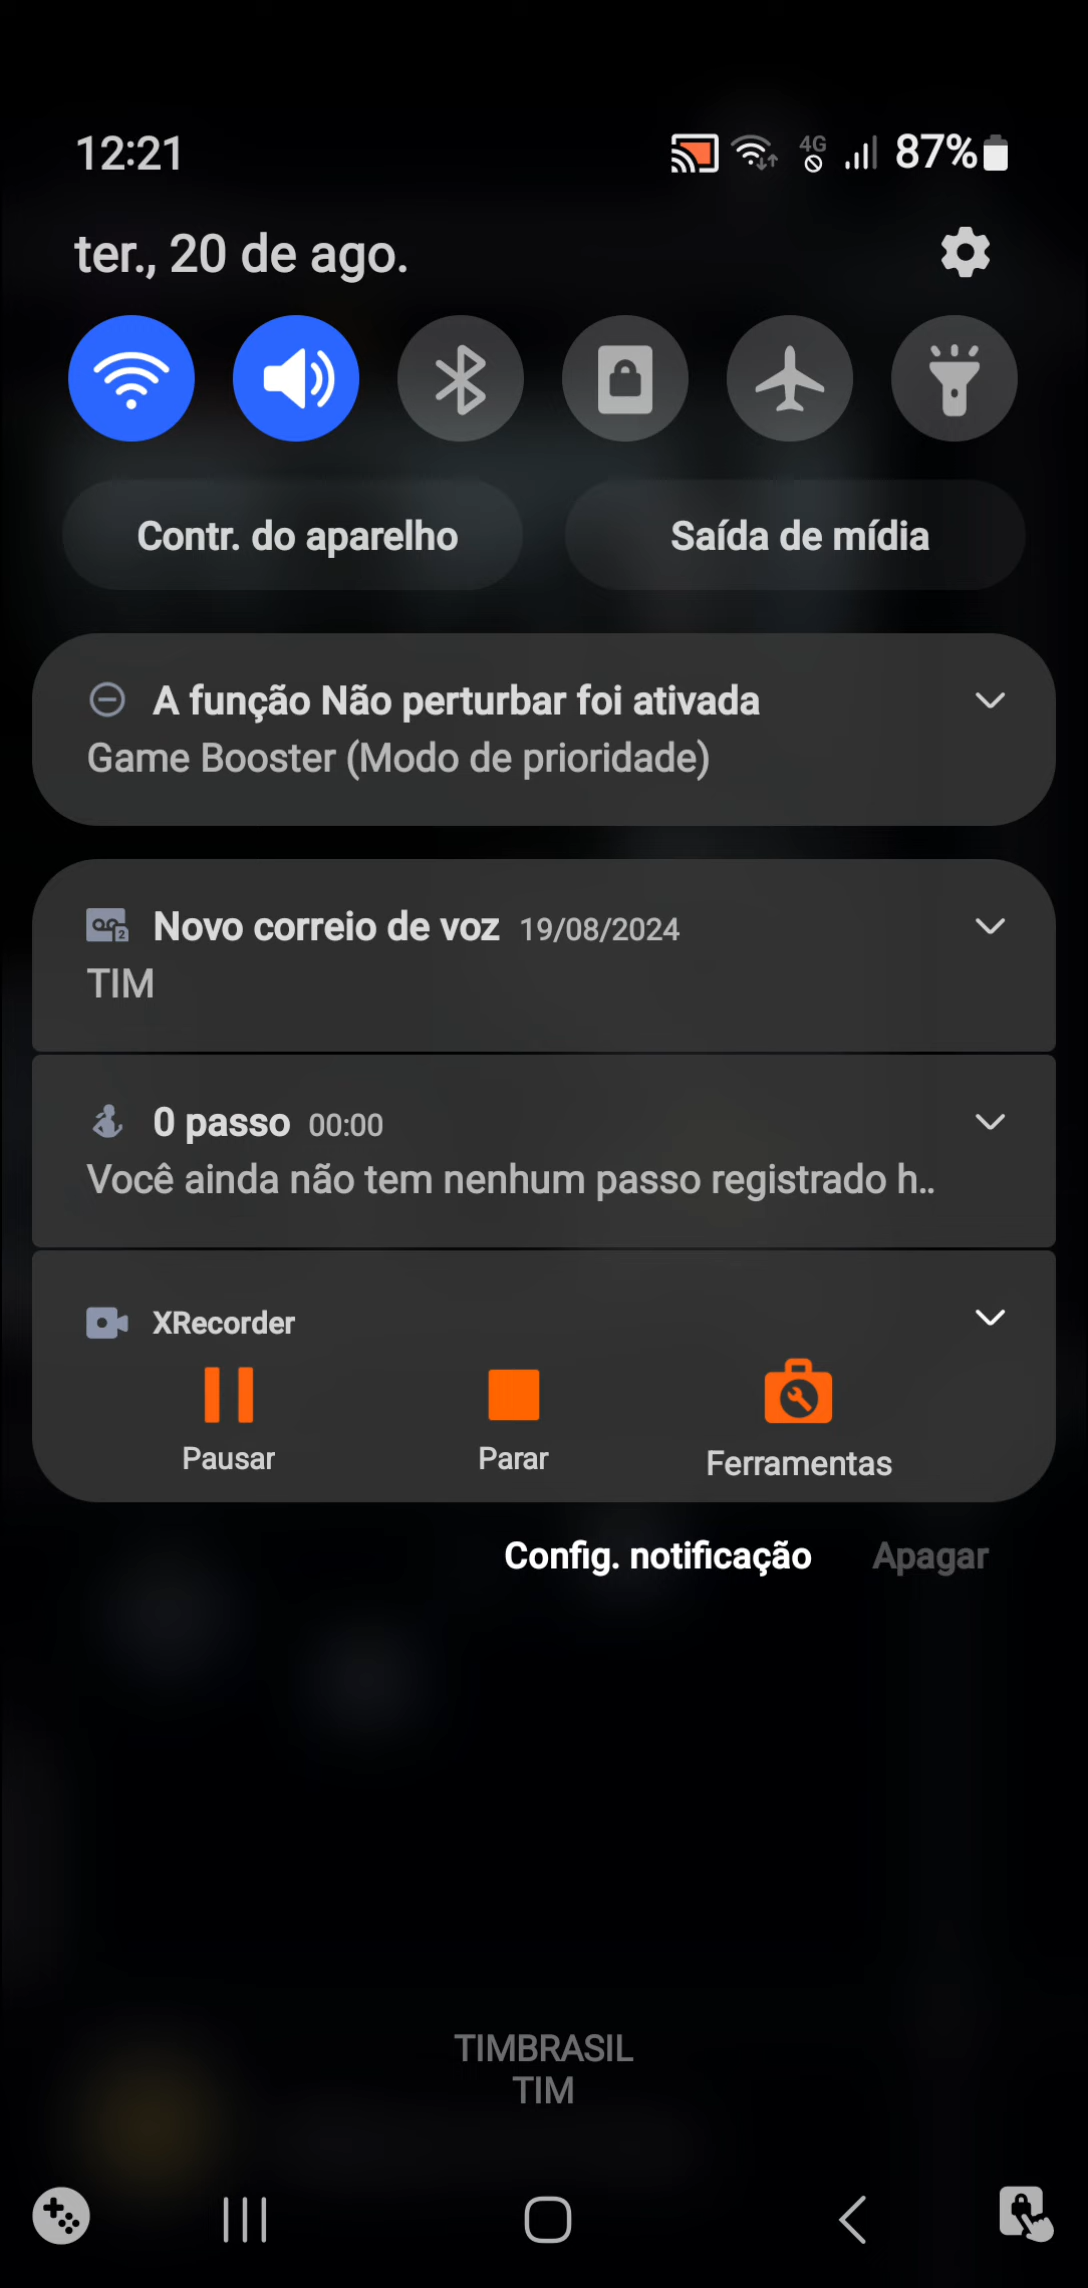 12:21
4G
87%
ter., 20 de ago.
Contr. do aparelho
Saída de mídia
A função Não perturbar foi ativada
Game Booster (Modo de prioridade)
2
Novo correio de voz 19/08/2024
TIM
0 passo 00:00
Você ainda não tem nenhum passo registrado h..
XRecorder
Pausar
Parar
Ferramentas
Config. notificação
Apagar
TIMBRASIL
TIM